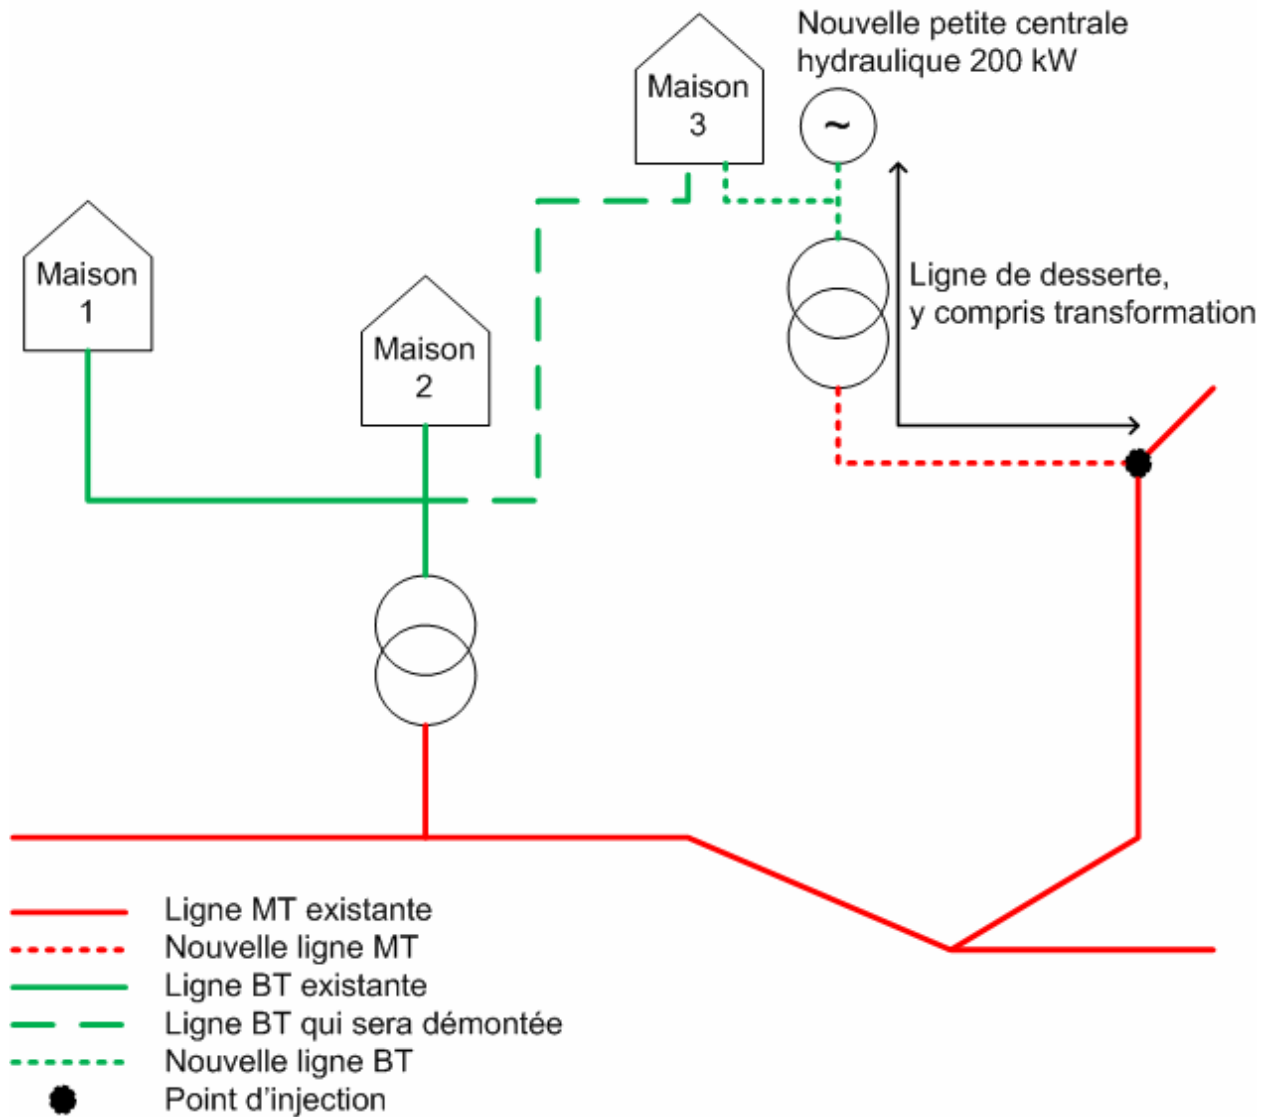 Nouvelle petite centrale
hydraulique 200 kW
Maison
3
~
Maison
1
Ligne de desserte,
y compris transformation
Maison
2
Ligne MT existante
Nouvelle ligne MT
Ligne BT existante
Ligne BT qui sera démontée
Nouvelle ligne BT
Point d'injection